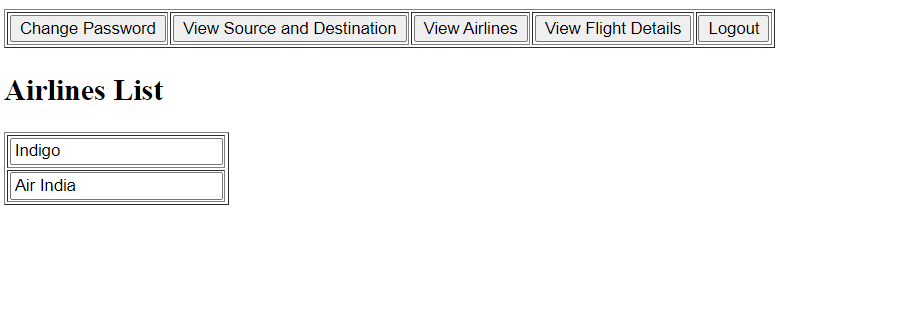 Change Password View Source and Destination View Airlines View Flight Details Logout
Airlines List
Indigo
Air India